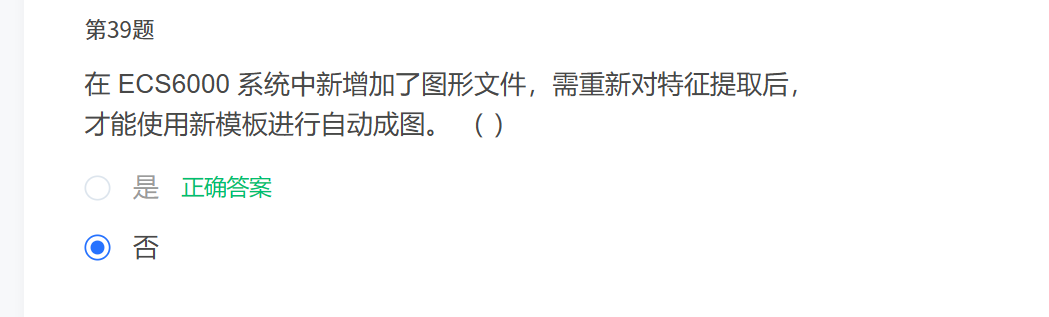 第39题
在 ECS6000 系统中新增加了图形文件，需重新对特征提取后，
才能使用新模板进行自动成图。 （ ）
是 正确答案
否